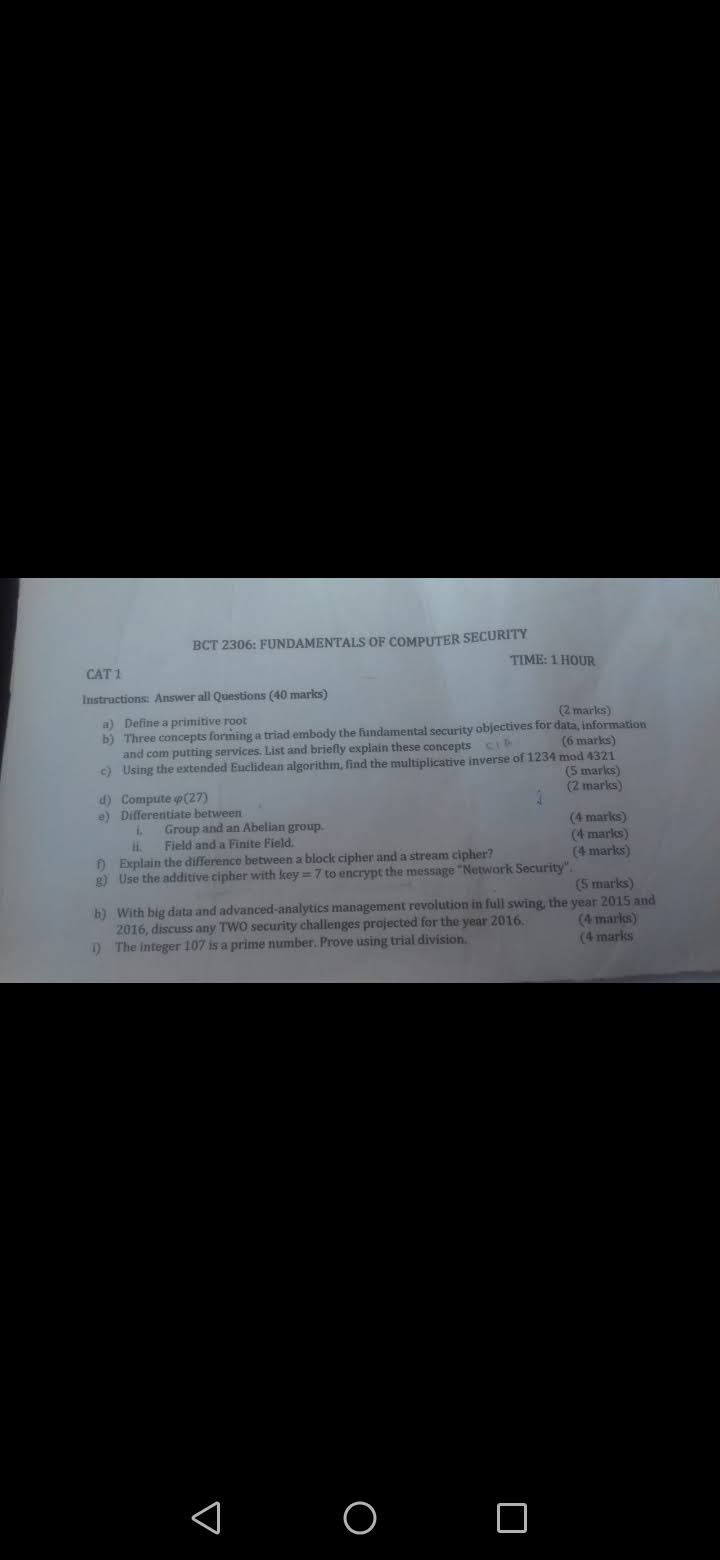 BCT 2306: FUNDAMENTALS OF COMPUTER SECURITY
CAT 1 TIME: 1 HOUR
Instructions: Answer all Questions (40 marks)
a) Define a primitive root (2 marks)
b) Three concepts forming a triad embody the fundamental security objectives for data, information
and com putting services. List and briefly explain these concepts CIA (6 marks)
c) Using the extended Euclidean algorithm, find the multiplicative inverse of 1234 mod 4321
(5 marks)
d) Compute φ(27) (2 marks)
e) Differentiate between
i. Group and an Abelian group. (4 marks)
ii. Field and a Finite Field. (4 marks)
f) Explain the difference between a block cipher and a stream cipher? (4 marks)
g) Use the additive cipher with key = 7 to encrypt the message "Network Security".
(5 marks)
h) With big data and advanced-analytics management revolution in full swing, the year 2015 and
2016, discuss any TWO security challenges projected for the year 2016. (4 marks)
i) The integer 107 is a prime number. Prove using trial division. (4 marks